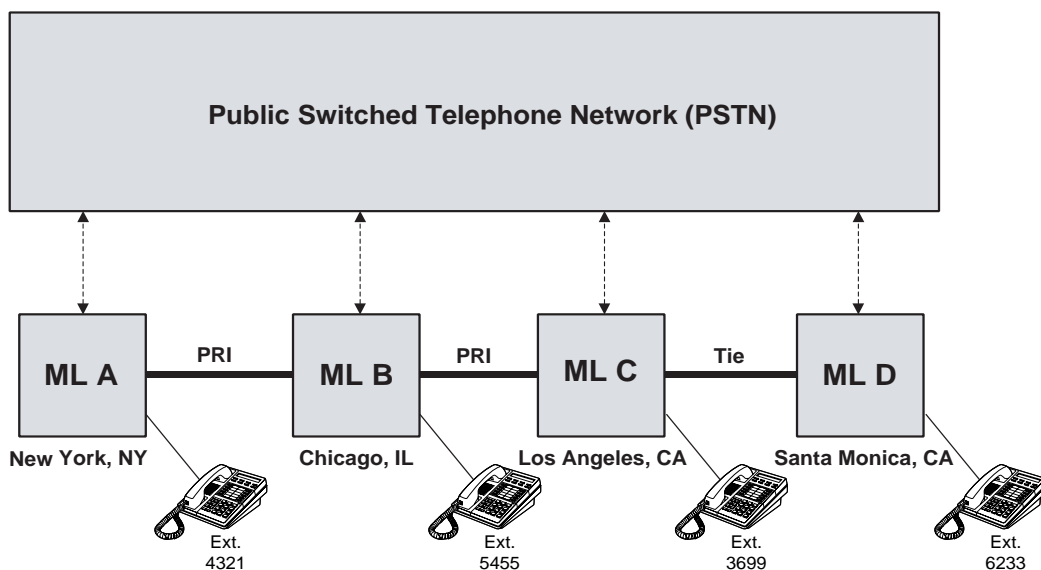 Public Switched Telephone Network (PSTN)
ML A
PRI
ML B
PRI
ML C
Tie
ML D
New York, NY
Chicago, IL
Los Angeles, CA
Santa Monica, CA
Ext.
4321
Ext.
5455
Ext.
3699
Ext.
6233